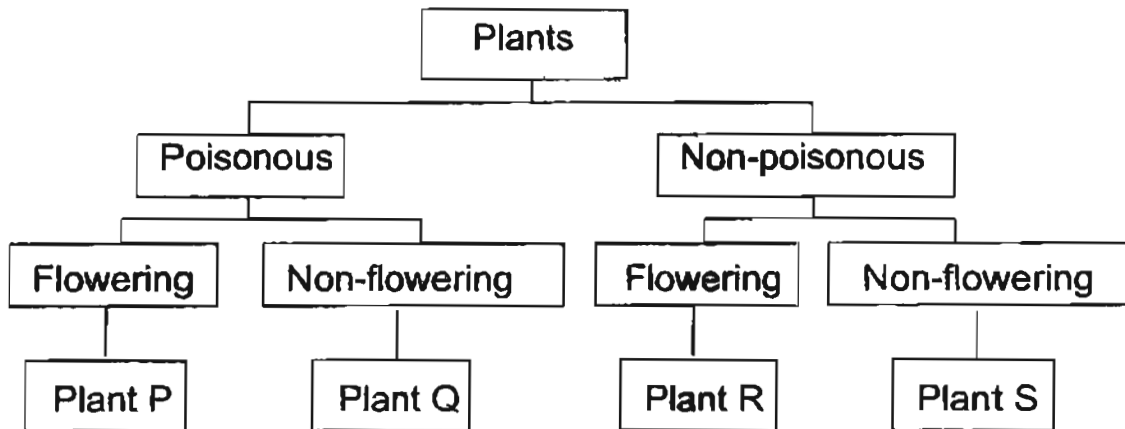 Plants
Poisonous
Non-poisonous
Flowering
Non-flowering
Flowering
Non-flowering
Plant P
Plant Q
Plant R
Plant S